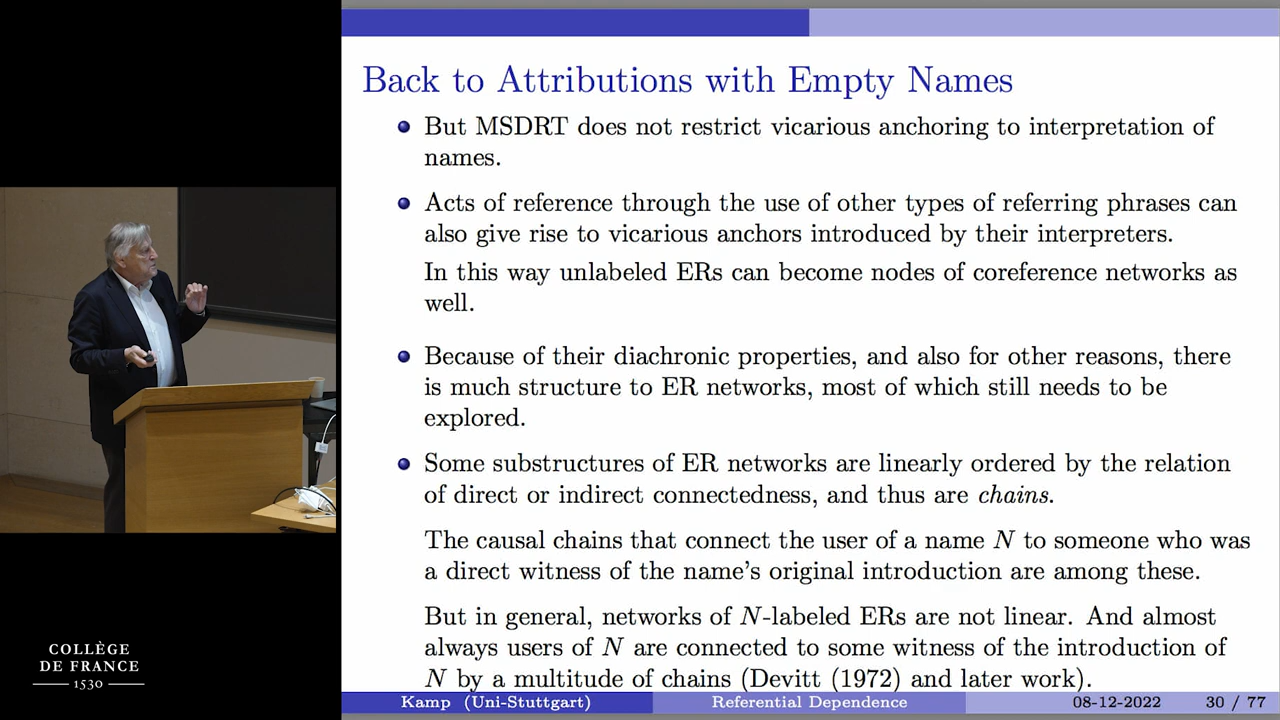 Back to Attributions with Empty Names
But MSDRT does not restrict vicarious anchoring to interpretation of
names.
Acts of reference through the use of other types of referring phrases can
also give rise to vicarious anchors introduced by their interpreters.
In this way unlabeled ERs can become nodes of coreference networks as
well.
Because of their diachronic properties, and also for other reasons, there
is much structure to ER networks, most of which still needs to be
explored.
Some substructures of ER networks are linearly ordered by the relation
of direct or indirect connectedness, and thus are chains.
The causal chains that connect the user of a name N to someone who was
a direct witness of the name's original introduction are among these.
But in general, networks of N-labeled ERs are not linear. And almost
always users of N are connected to some witness of the introduction of
N by a multitude of chains (Devitt (1972) and later work).
Kamp (Uni-Stuttgart) Referential Dependence 08-12-2022 30 / 77
COLLÈGE
DE FRANCE
1530